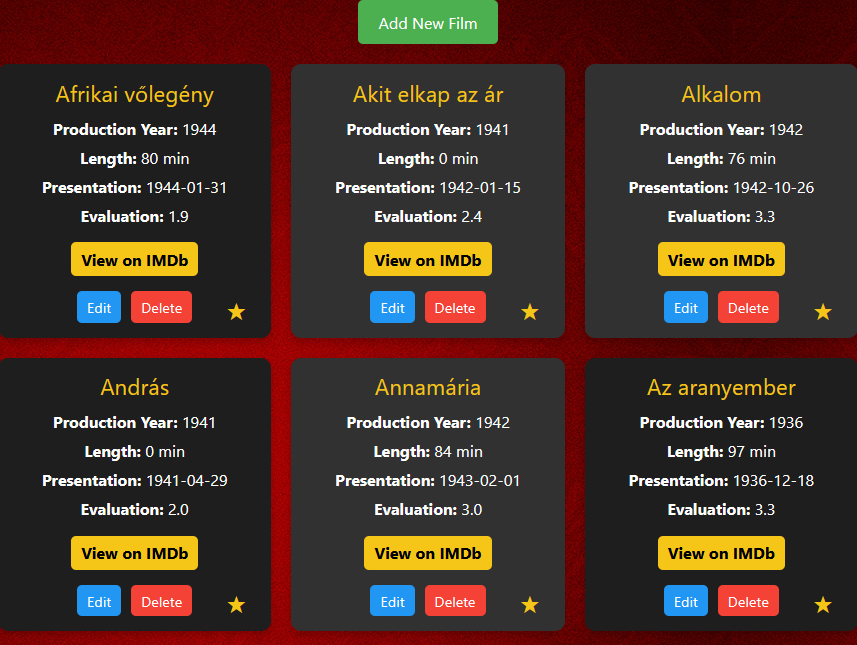 Add New Film
Afrikai vőlegény
Production Year: 1944
Length: 80 min
Presentation: 1944-01-31
Evaluation: 1.9
View on IMDb
Edit Delete
Akit elkap az ár
Production Year: 1941
Length: 0 min
Presentation: 1942-01-15
Evaluation: 2.4
View on IMDb
Edit Delete
Alkalom
Production Year: 1942
Length: 76 min
Presentation: 1942-10-26
Evaluation: 3.3
View on IMDb
Edit Delete
András
Production Year: 1941
Length: 0 min
Presentation: 1941-04-29
Evaluation: 2.0
View on IMDb
Edit Delete
Annamária
Production Year: 1942
Length: 84 min
Presentation: 1943-02-01
Evaluation: 3.0
View on IMDb
Edit Delete
Az aranyember
Production Year: 1936
Length: 97 min
Presentation: 1936-12-18
Evaluation: 3.3
View on IMDb
Edit Delete